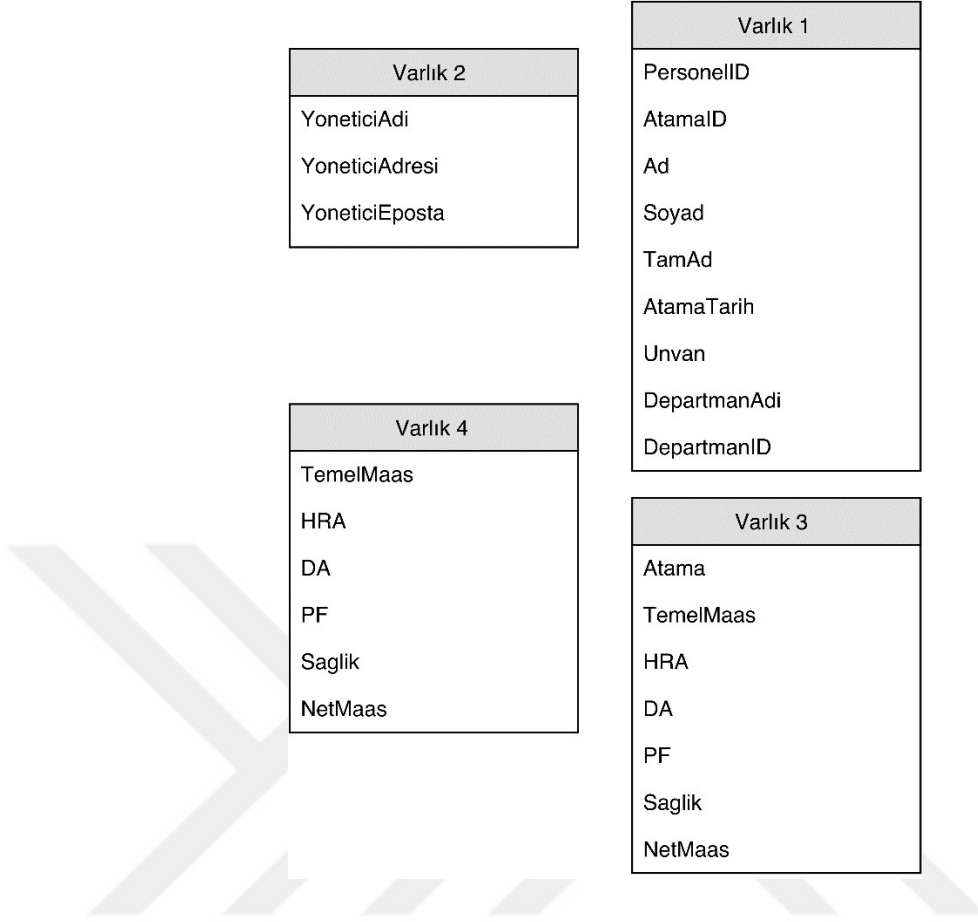 Varlık 1
PersonelID
AtamaID
Ad
Soyad
TamAd
AtamaTarih
Unvan
DepartmanAdi
DepartmanID
Varlık 2
YoneticiAdi
YoneticiAdresi
YoneticiEposta
Varlık 4
TemelMaas
HRA
DA
PF
Saglik
NetMaas
Varlık 3
Atama
TemelMaas
HRA
DA
PF
Saglik
NetMaas